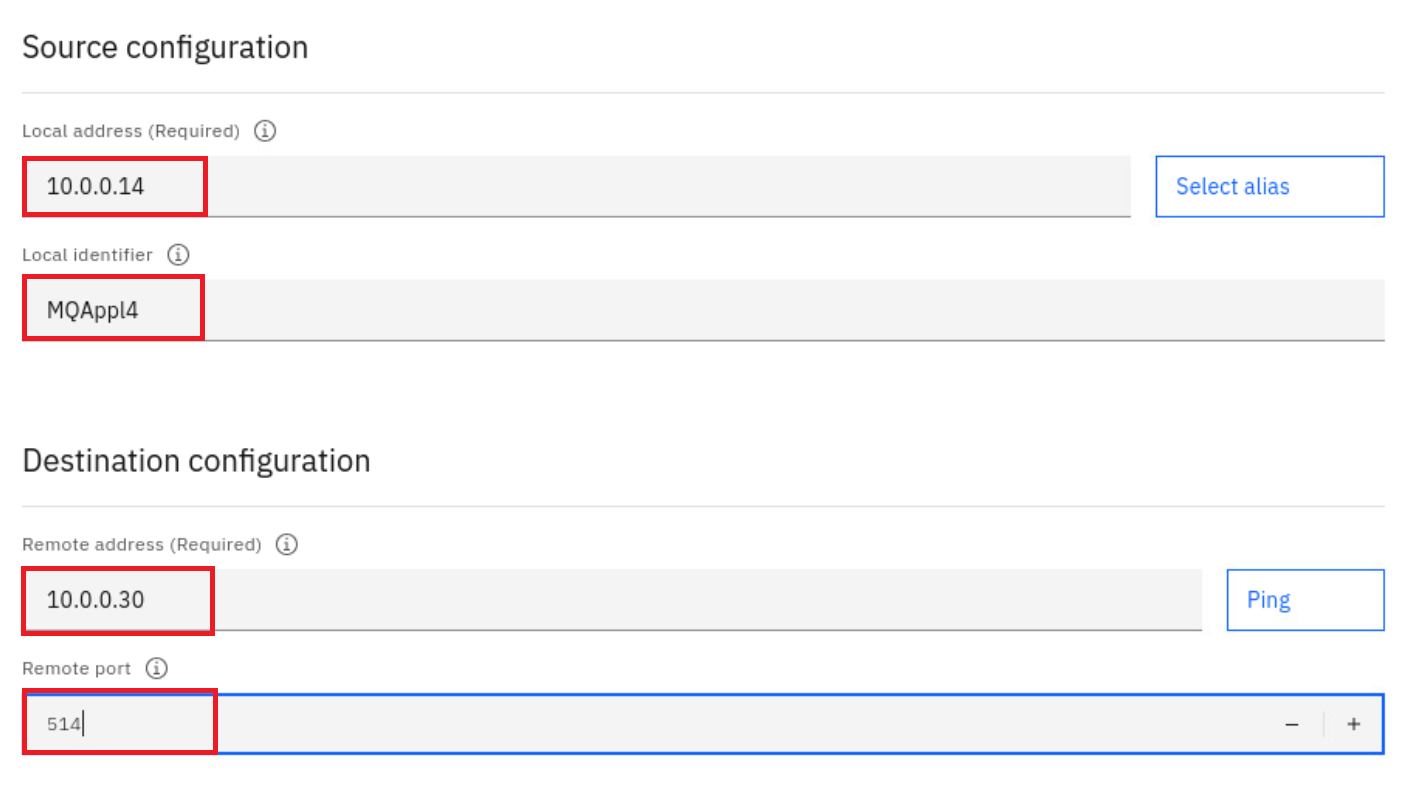 Source configuration
Local address (Required)
10.0.0.14
Select alias
Local identifier
MQAppl4
Destination configuration
Remote address (Required)
10.0.0.30
Ping
Remote port
514